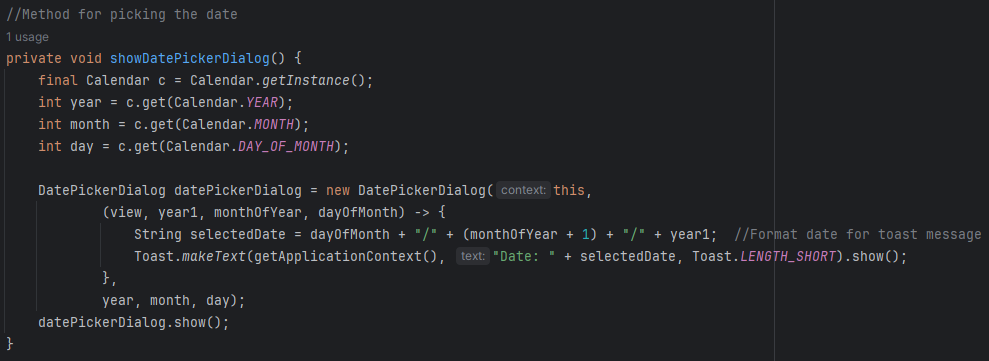 //Method for picking the date
1 usage
private void showDatePickerDialog() {
    final Calendar c = Calendar.getInstance();
    int year = c.get(Calendar.YEAR);
    int month = c.get(Calendar.MONTH);
    int day = c.get(Calendar.DAY_OF_MONTH);

    DatePickerDialog datePickerDialog = new DatePickerDialog( context: this,
            (view, year1, monthOfYear, dayOfMonth) -> {
                String selectedDate = dayOfMonth + "/" + (monthOfYear + 1) + "/" + year1;  //Format date for toast message
                Toast.makeText(getApplicationContext(), text: "Date: " + selectedDate, Toast.LENGTH_SHORT).show();
            },
            year, month, day);
    datePickerDialog.show();
}